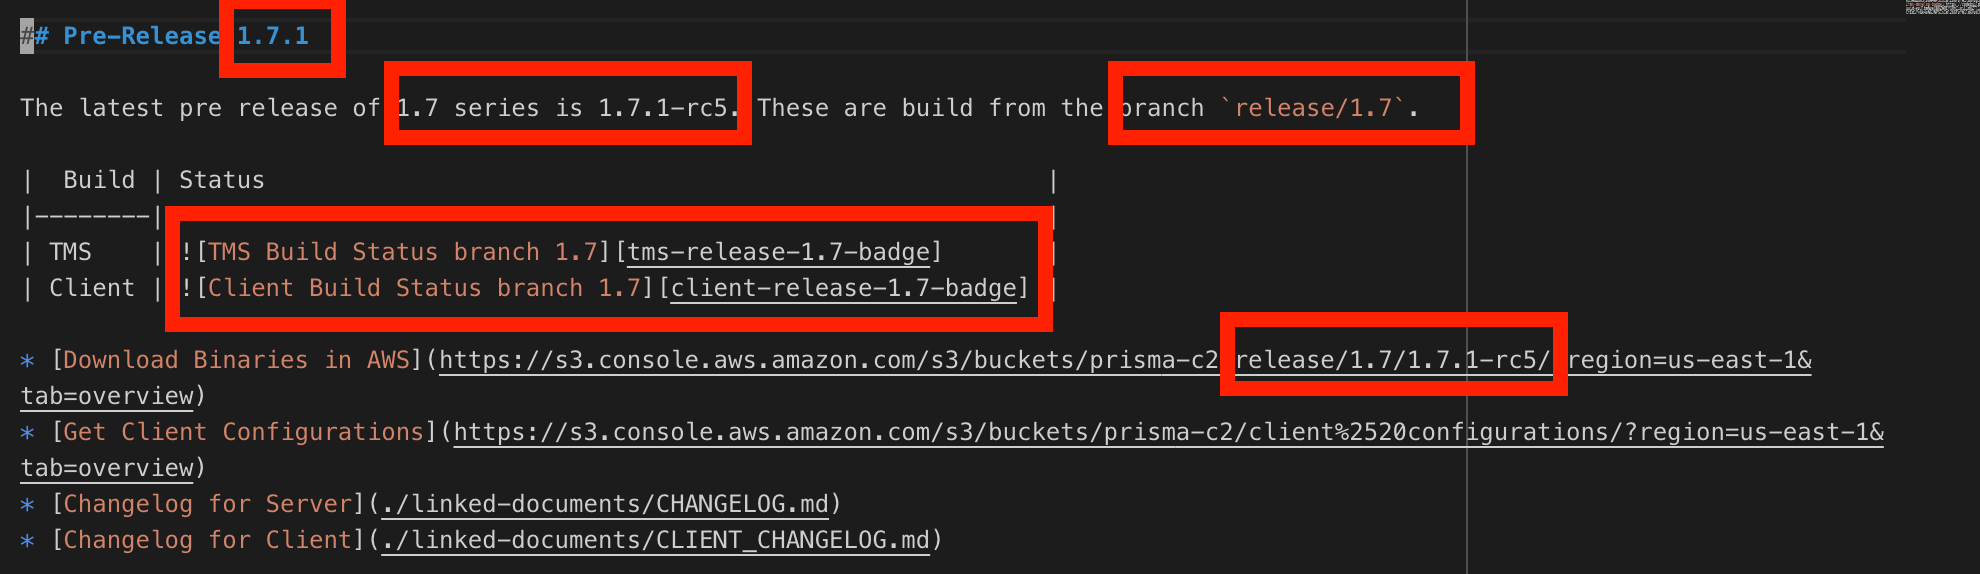 ## Pre-Release 1.7.1
The latest pre release of 1.7 series is 1.7.1-rc5. These are build from the branch `release/1.7`.
|  Build | Status                                                      |
|--------|
| TMS    | ![TMS Build Status branch 1.7][tms-release-1.7-badge]       |
| Client | ![Client Build Status branch 1.7][client-release-1.7-badge] |
* [Download Binaries in AWS](https://s3.console.aws.amazon.com/s3/buckets/prisma-c2 release/1.7/1.7.1-rc5/ region=us-east-1&
tab=overview)
* [Get Client Configurations](https://s3.console.aws.amazon.com/s3/buckets/prisma-c2/client%2520configurations/?region=us-east-1&
tab=overview)
* [Changelog for Server](./linked-documents/CHANGELOG.md)
* [Changelog for Client](./linked-documents/CLIENT_CHANGELOG.md)